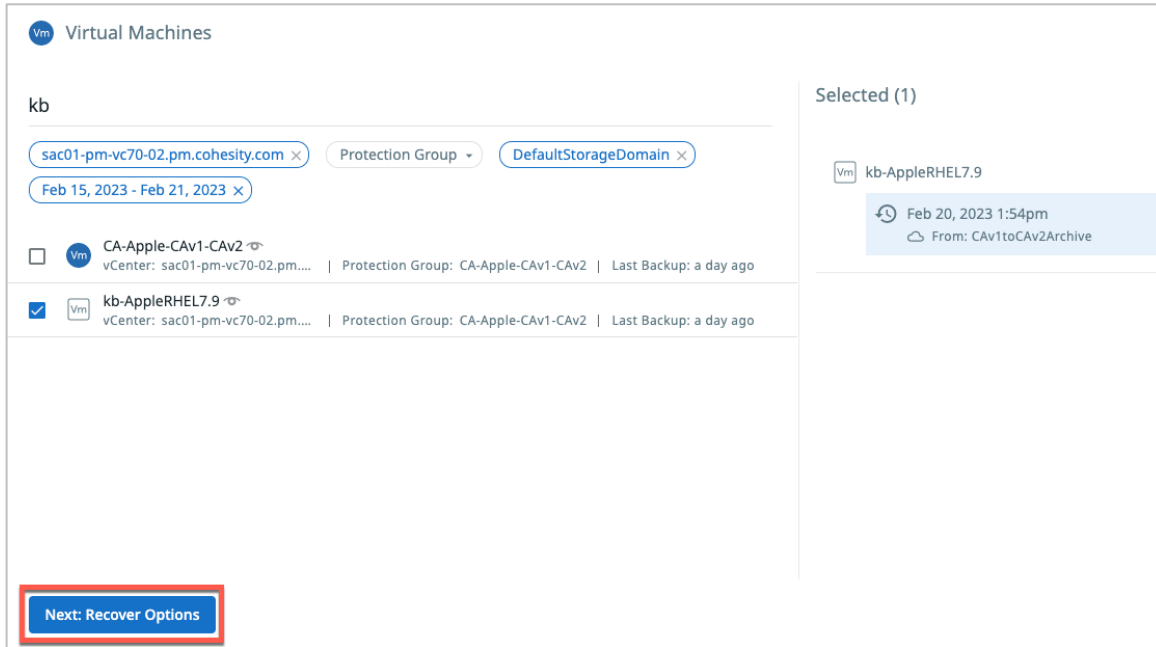 Vm Virtual Machines
kb
sac01-pm-vc70-02.pm.cohesity.com × Protection Group DefaultStorageDomain ×
Feb 15, 2023 - Feb 21, 2023 ×
Vm CA-Apple-CAv1-CAv2
vCenter: sac01-pm-vc70-02.pm.... | Protection Group: CA-Apple-CAv1-CAv2 | Last Backup: a day ago
Vm kb-AppleRHEL7.9
vCenter: sac01-pm-vc70-02.pm.... | Protection Group: CA-Apple-CAv1-CAv2 | Last Backup: a day ago
Next: Recover Options
Selected (1)
Vm kb-AppleRHEL7.9
Feb 20, 2023 1:54pm
From: CAv1toCAv2Archive